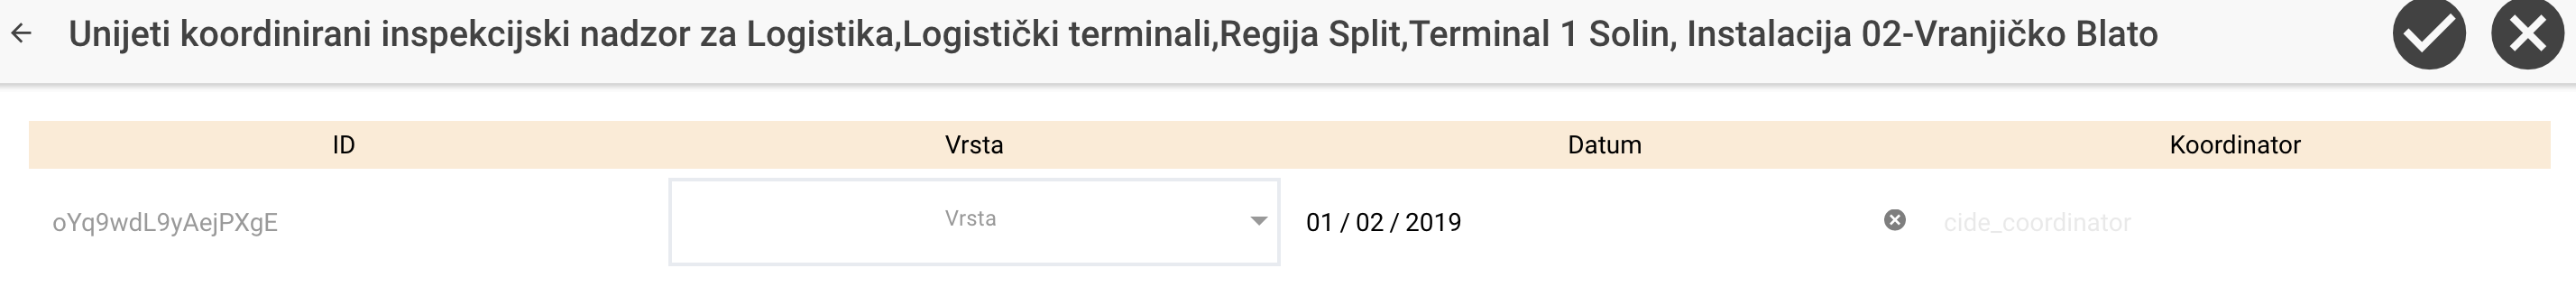 Unijeti koordinirani inspekcijski nadzor za Logistika,Logistički terminali,Regija Split,Terminal 1 Solin, Instalacija 02-Vranjičko Blato
ID Vrsta Datum Koordinator
oYq9wdL9yAejPXgE Vrsta 01 / 02 / 2019 cide_coordinator